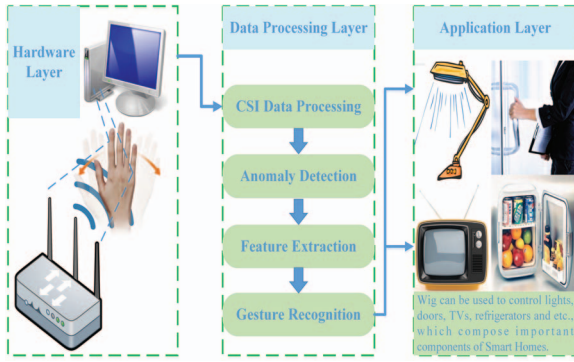 Hardware
Layer
Data Processing Layer
CSI Data Processing
Anomaly Detection
Feature Extraction
Gesture Recognition
Application Layer
Wig can be used to control lights,
doors, TVs, refrigerators and etc.,
which compose important
components of Smart Homes.